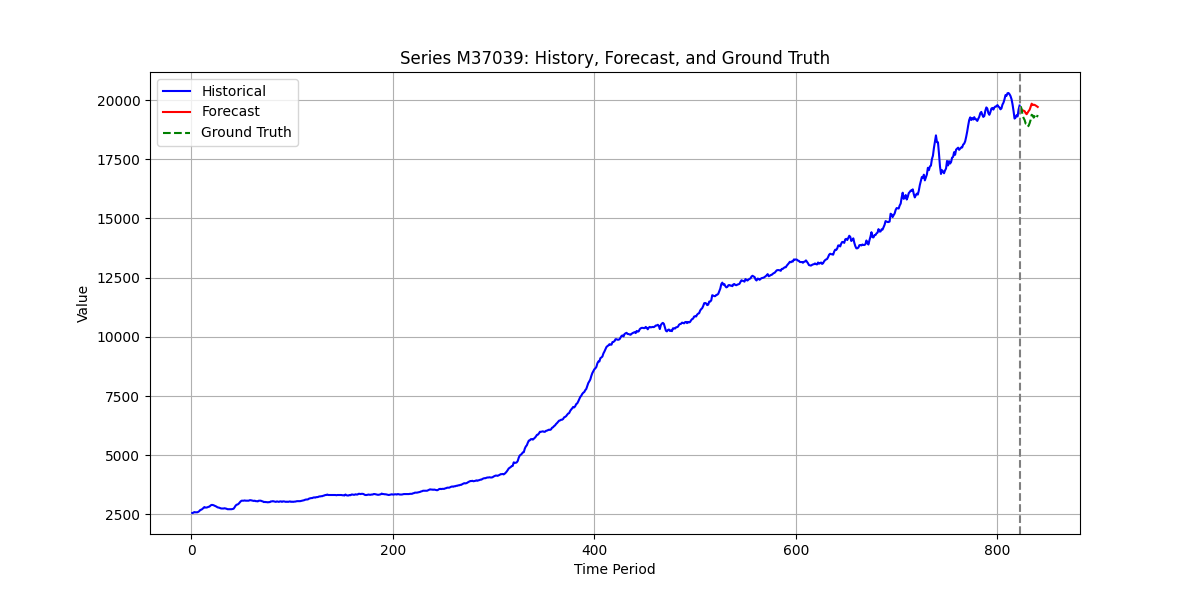 Series M37039: History, Forecast, and Ground Truth
Historical
Forecast
Ground Truth
20000
17500
15000
12500
10000
7500
5000
2500
Value
0 200 400 600 800
Time Period